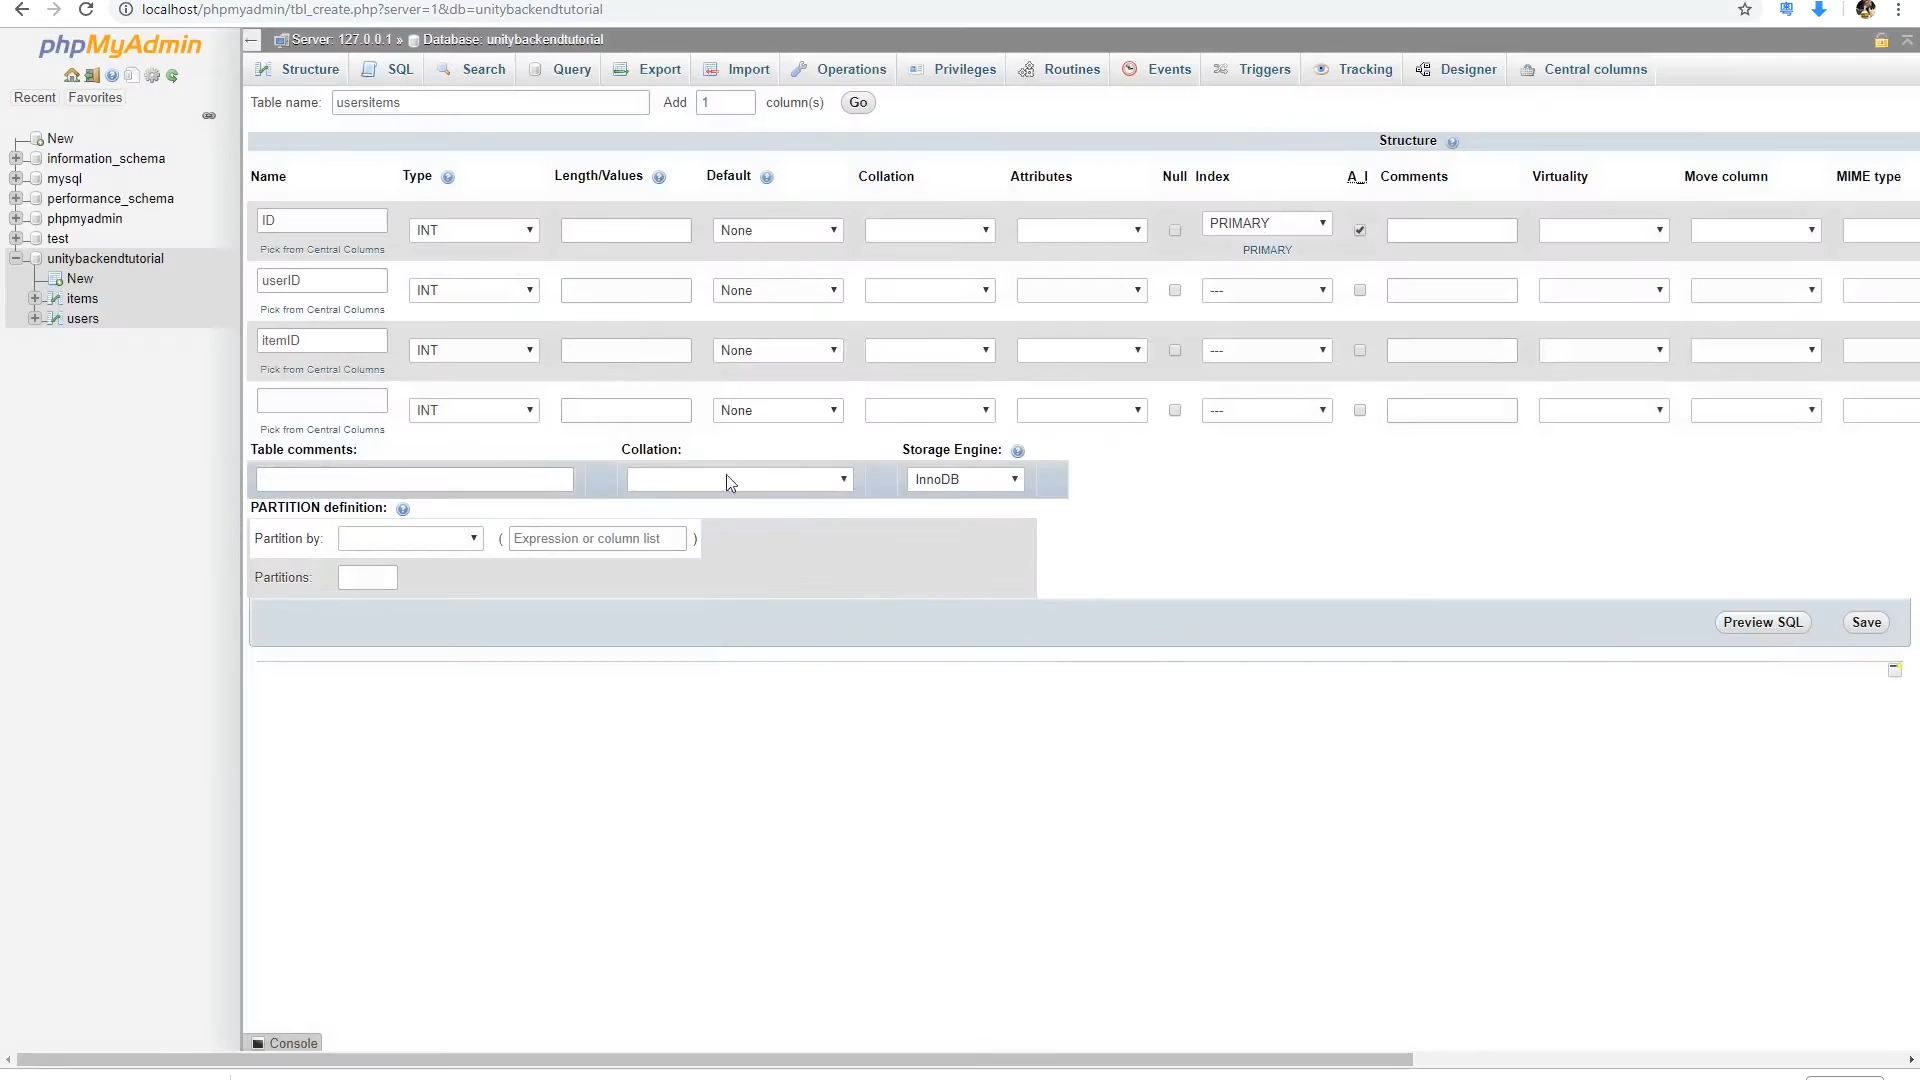 localhost/phpmyadmin/tbl_create.php?server=1&db=unitybackendtutorial
phpMyAdmin
Recent Favorites
New
information_schema
mysql
performance_schema
phpmyadmin
test
unitybackendtutorial
New
items
users
Server: 127.0.0.1 » Database: unitybackendtutorial
Structure SQL Search Query Export Import Operations Privileges Routines Events Triggers Tracking Designer Central columns
Table name: usersitems Add 1 column(s) Go
Structure
Name Type Length/Values Default Collation Attributes Null Index A_I Comments Virtuality Move column MIME type
ID INT None PRIMARY
Pick from Central Columns PRIMARY
userID INT None ---
Pick from Central Columns
itemID INT None ---
Pick from Central Columns
INT None ---
Pick from Central Columns
Table comments: Collation: Storage Engine:
InnoDB
PARTITION definition:
Partition by: ( Expression or column list )
Partitions:
Preview SQL Save
Console